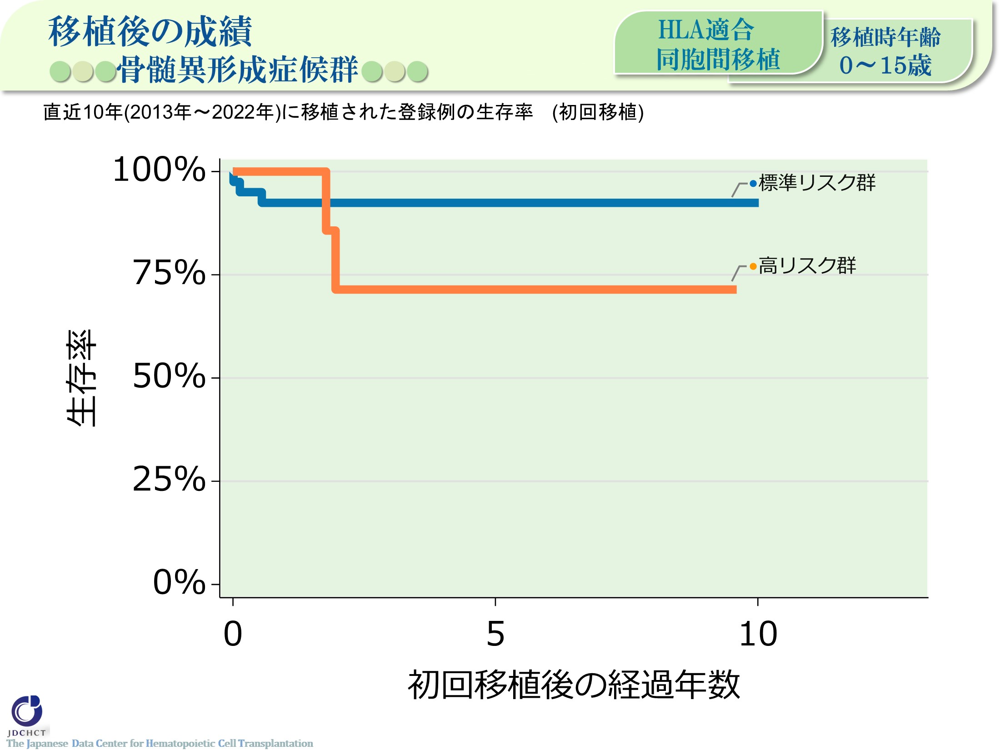 移植後の成績
骨髄異形成症候群
HLA適合
同胞間移植
移植時年齢
0～15歳
直近10年(2013年～2022年)に移植された登録例の生存率　(初回移植)
100%
75%
50%
25%
0%
生存率
標準リスク群
高リスク群
0
5
10
初回移植後の経過年数
JDCHCT
The Japanese Data Center for Hematopoietic Cell Transplantation